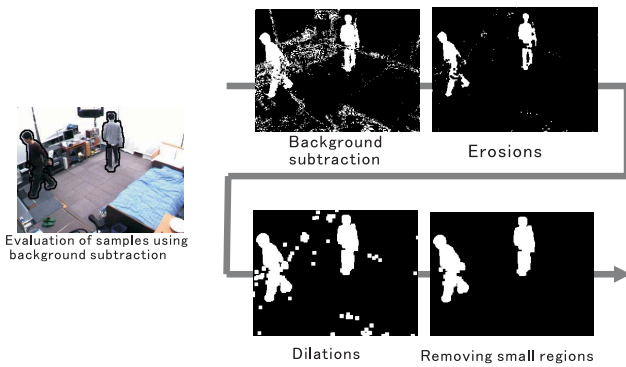 Background
subtraction
Erosions
Evaluation of samples using
background subtraction
Dilations
Removing small regions